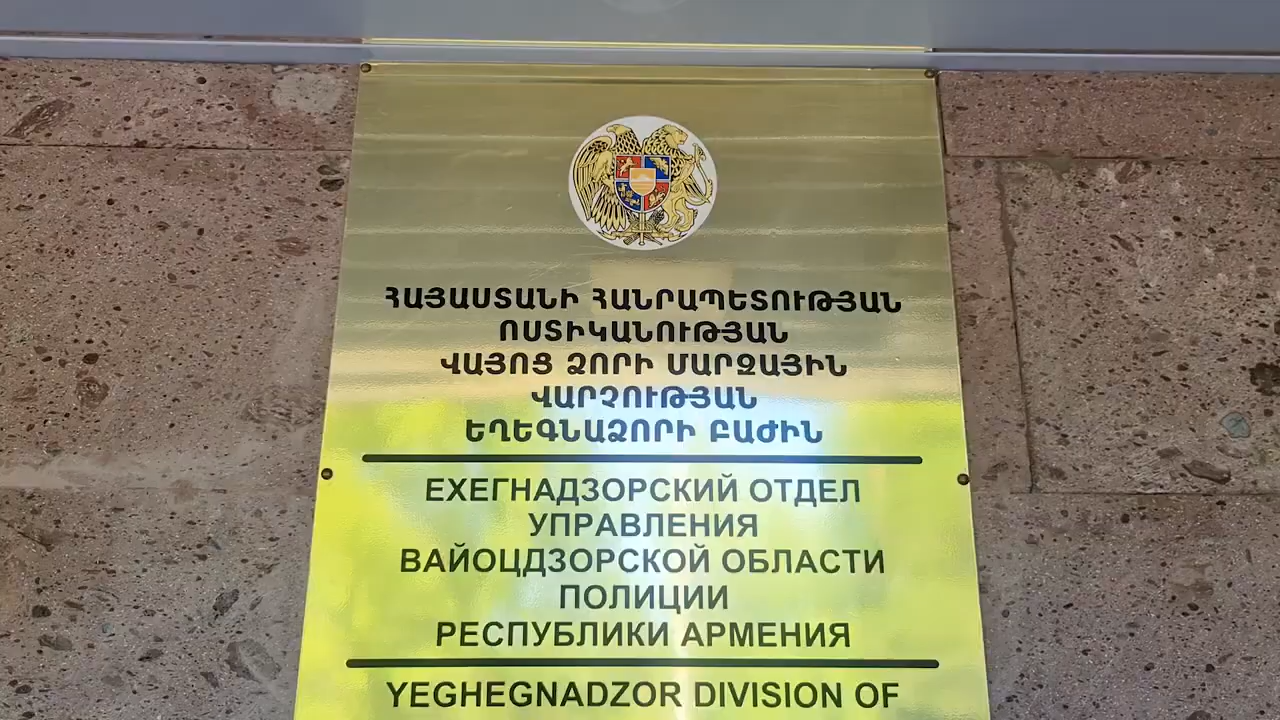 ՀԱՅԱՍՏԱՆԻ ՀԱՆՐԱՊԵՏՈՒԹՅԱՆ
ՈՍՏԻԿԱՆՈՒԹՅԱՆ
ՎԱՅՈՑ ՁՈՐԻ ՄԱՐԶԱՅԻՆ
ՎԱՐՉՈՒԹՅԱՆ
ԵՂԵԳՆԱՁՈՐԻ ԲԱԺԻՆ
ЕХЕГНАДЗОРСКИЙ ОТДЕЛ
УПРАВЛЕНИЯ
ВАЙОЦДЗОРСКОЙ ОБЛАСТИ
ПОЛИЦИИ
РЕСПУБЛИКИ АРМЕНИЯ
YEGHEGNADZOR DIVISION OF